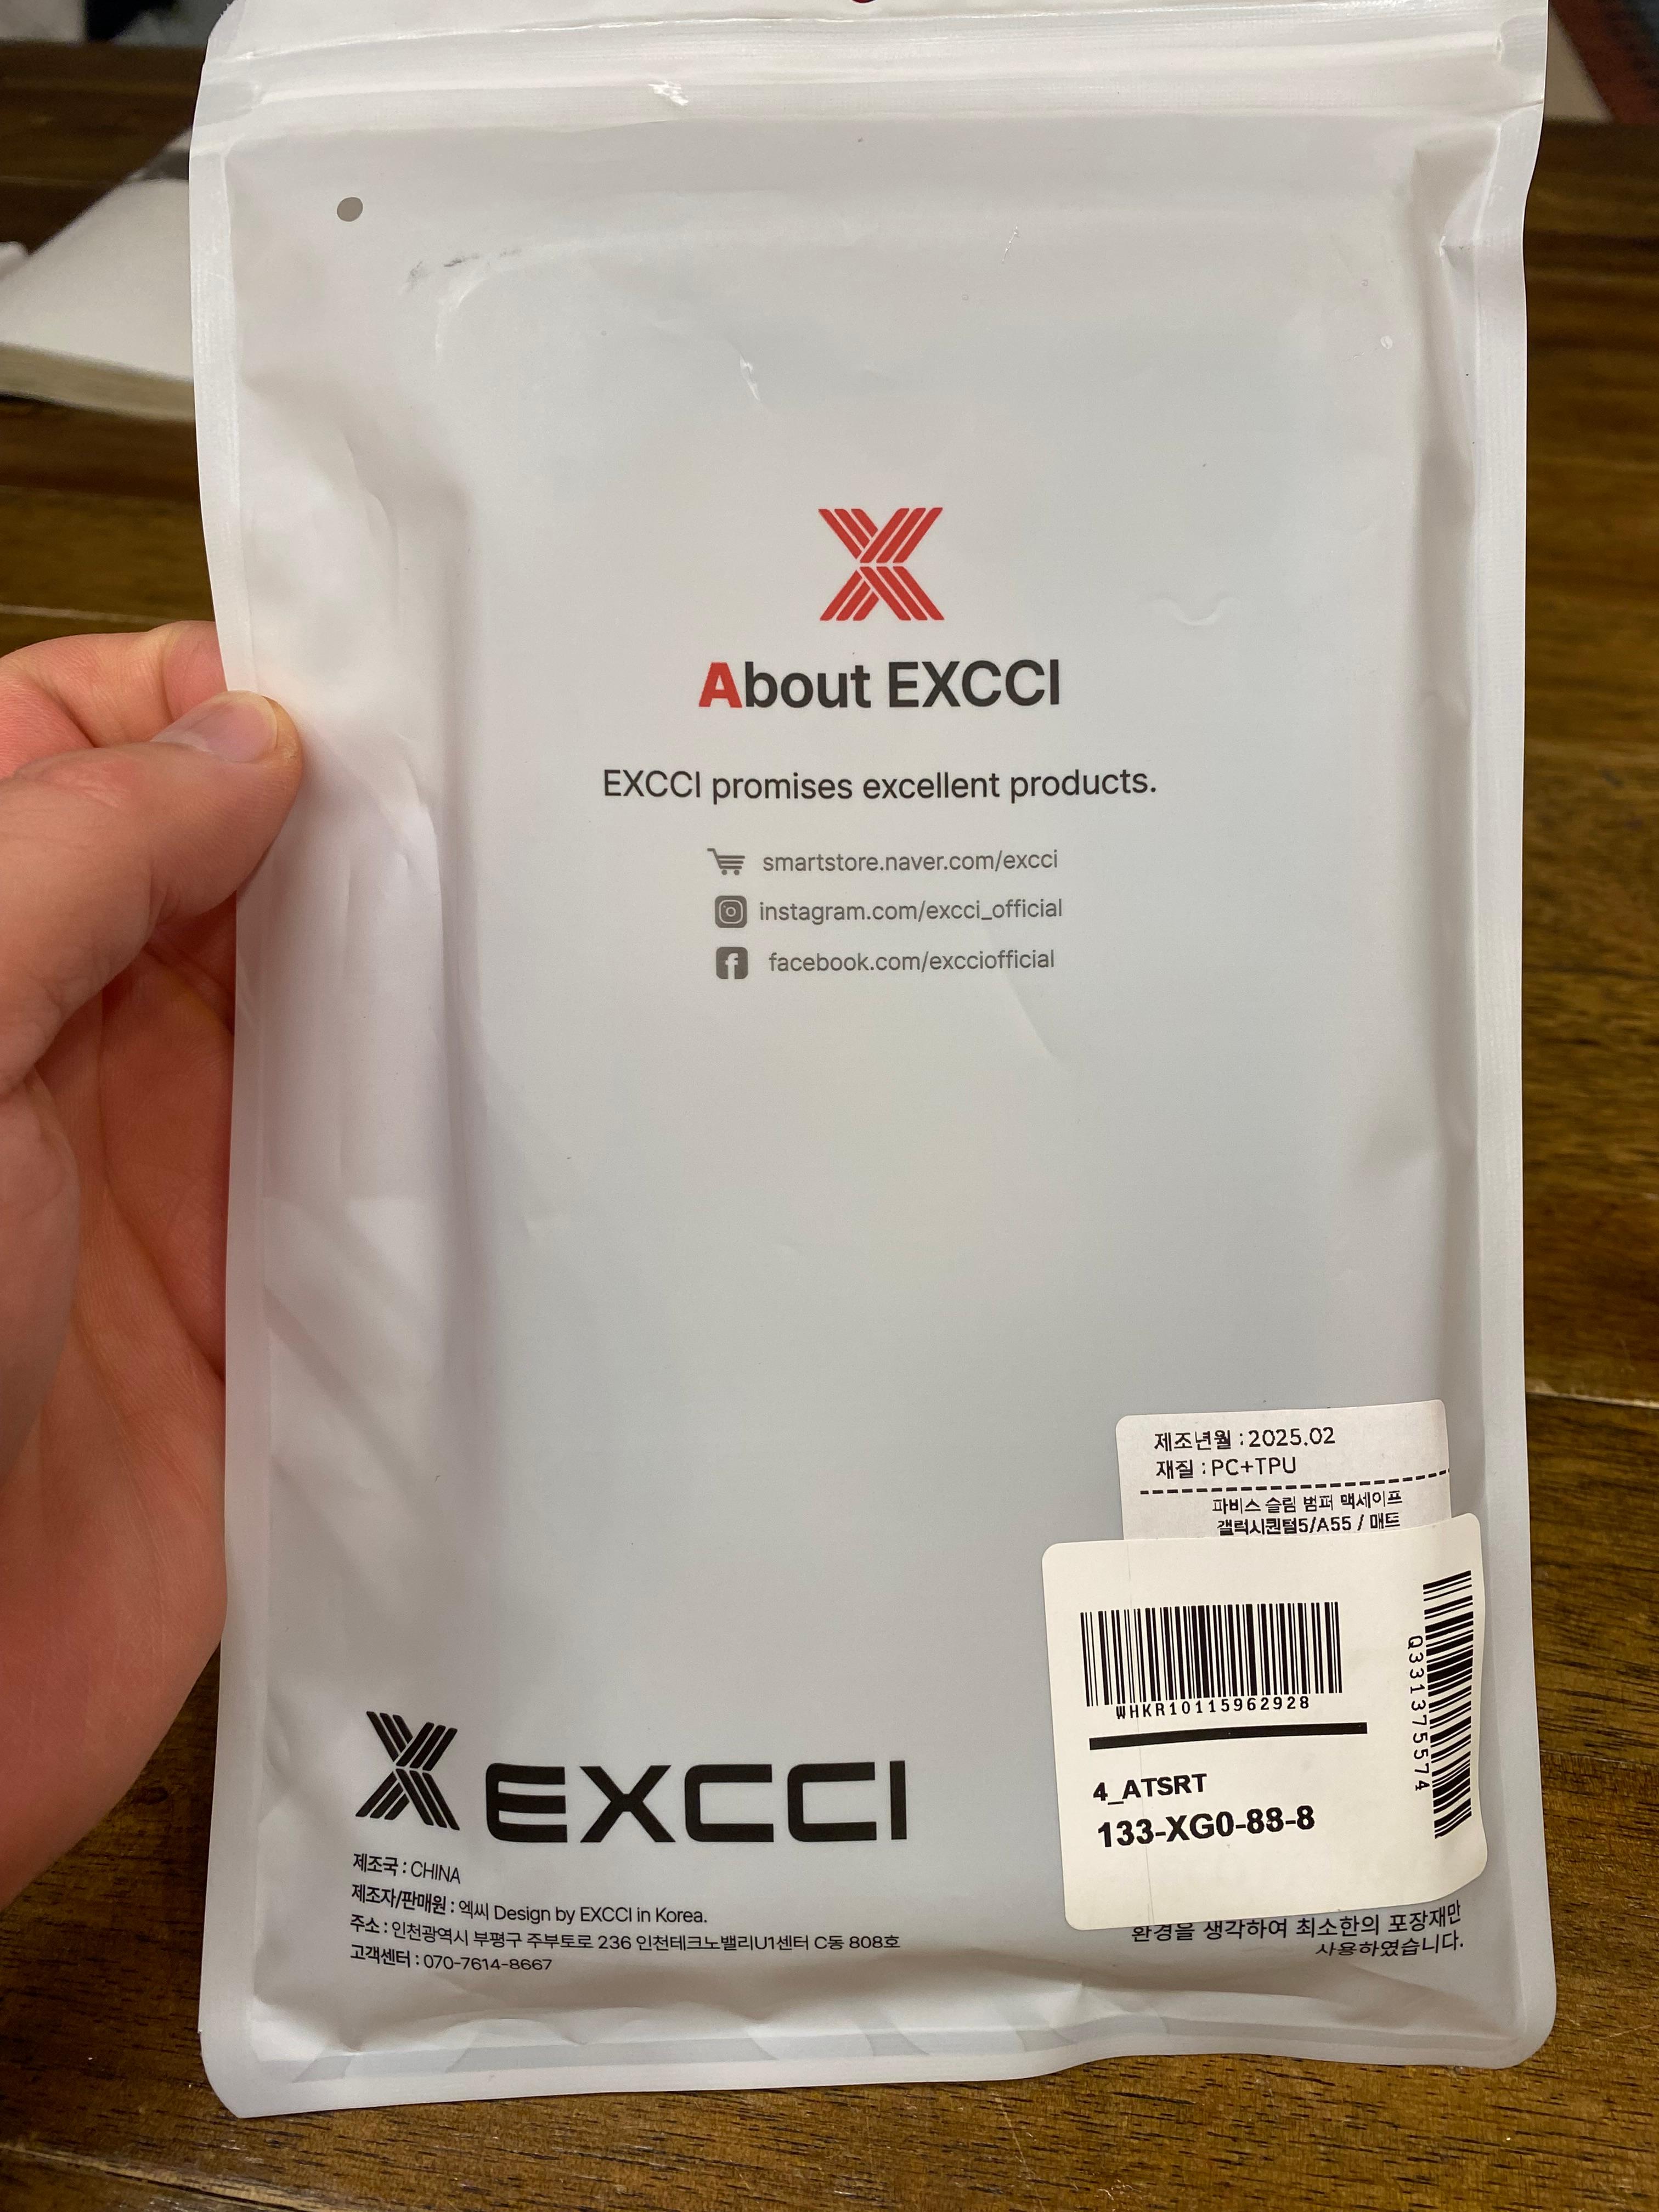 About EXCCI
EXCCI promises excellent products.
smartstore.naver.com/excci
instagram.com/excci_official
facebook.com/excciofficial
제조년월 : 2025.02
재질 : PC+TPU
파비스 슬림 범퍼 맥세이프
갤럭시퀀텀5/A55 / 매트
WHKR10115962928
Q3313755574
4_ATSRT
133-XG0-88-8
EXCCI
제조국 : CHINA
제조자/판매원 : 엑씨 Design by EXCCI in Korea.
주소 : 인천광역시 부평구 주부토로 236 인천테크노밸리U1센터 C동 808호
고객센터 : 070-7614-8667
환경을 생각하여 최소한의 포장재만
사용하였습니다.